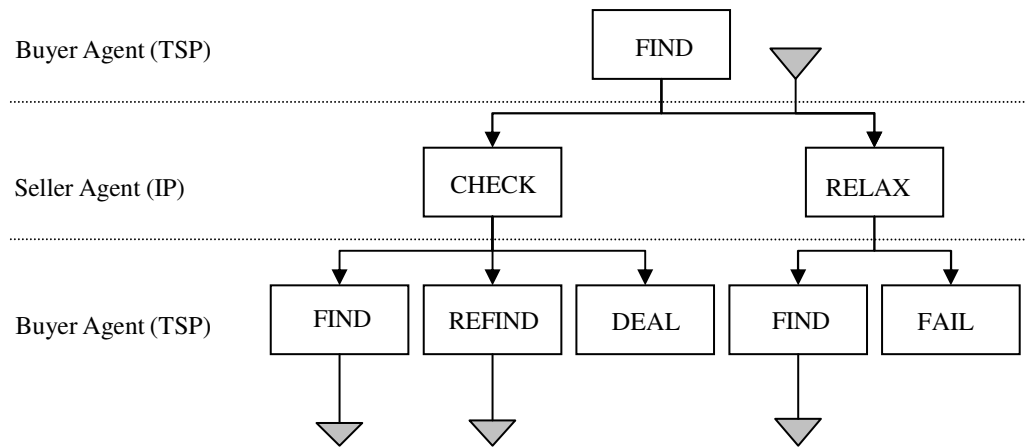 Buyer Agent (TSP)
FIND
Seller Agent (IP)
CHECK
RELAX
Buyer Agent (TSP)
FIND
REFIND
DEAL
FIND
FAIL